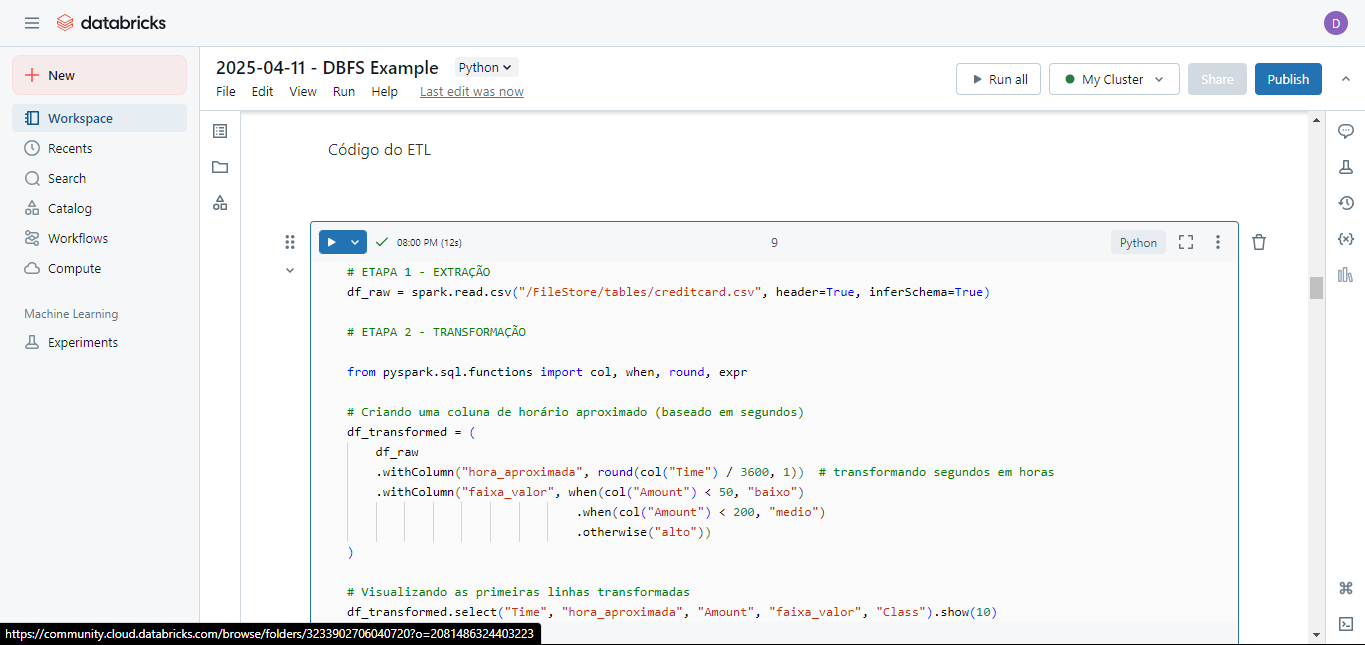 databricks
D
New
Workspace
Recents
Search
Catalog
Workflows
Compute
Machine Learning
Experiments
2025-04-11 - DBFS Example
Python
File Edit View Run Help Last edit was now
Run all
My Cluster
Share
Publish
Código do ETL
08:00 PM (12s)
9
Python
# ETAPA 1 - EXTRAÇÃO
df_raw = spark.read.csv("/FileStore/tables/creditcard.csv", header=True, inferSchema=True)
# ETAPA 2 - TRANSFORMAÇÃO
from pyspark.sql.functions import col, when, round, expr
# Criando uma coluna de horário aproximado (baseado em segundos)
df_transformed = (
df_raw
.withColumn("hora_aproximada", round(col("Time") / 3600, 1))  # transformando segundos em horas
.withColumn("faixa_valor", when(col("Amount") < 50, "baixo")
.when(col("Amount") < 200, "medio")
.otherwise("alto"))
)
# Visualizando as primeiras linhas transformadas
df_transformed.select("Time", "hora_aproximada", "Amount", "faixa_valor", "Class").show(10)
https://community.cloud.databricks.com/browse/folders/3233902706040720?o=2081486324403223